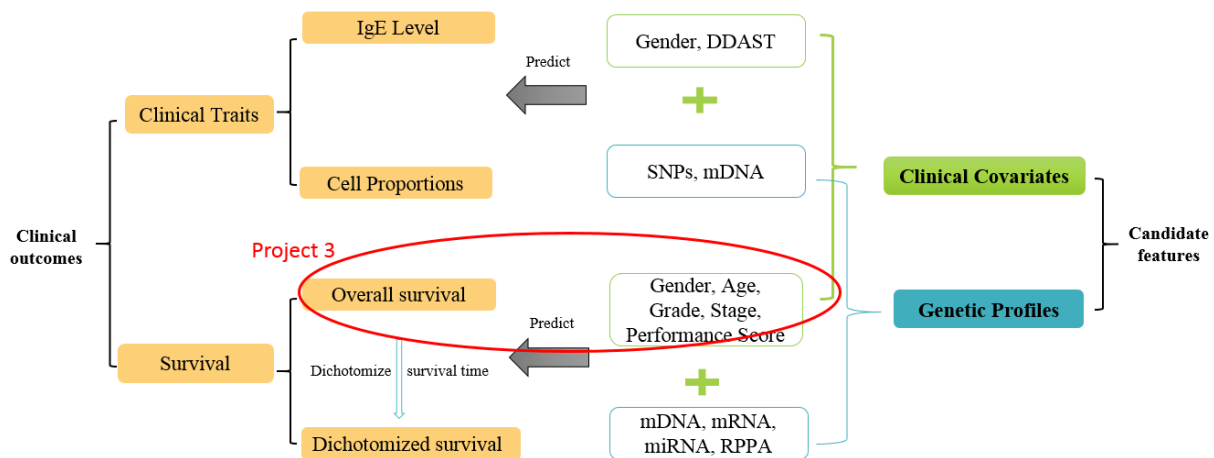 IgE Level
Gender, DDAST
Predict
Clinical Traits
Cell Proportions
SNPs, mDNA
Clinical Covariates
Clinical
outcomes
Candidate
features
Project 3
Overall survival
Gender, Age,
Grade, Stage,
Performance Score
Genetic Profiles
Predict
Survival
Dichotomize survival time
Dichotomized survival
mDNA, mRNA,
miRNA, RPPA